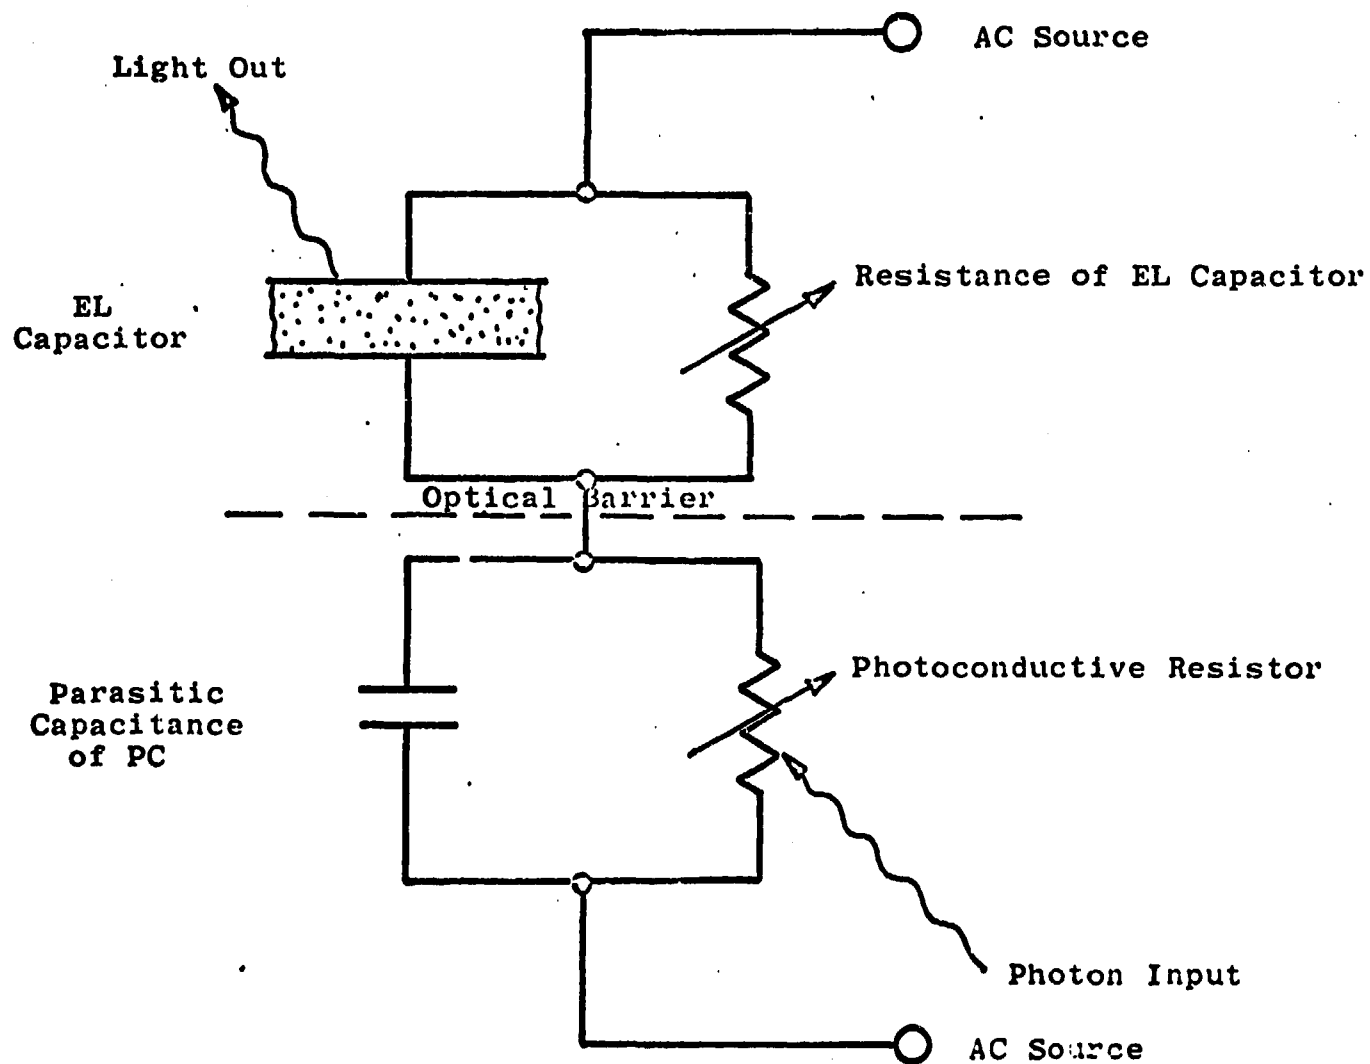 AC Source
Light Out
Resistance of EL Capacitor
EL
Capacitor
Optical Barrier
Photoconductive Resistor
Parasitic
Capacitance
of PC
Photon Input
AC Source